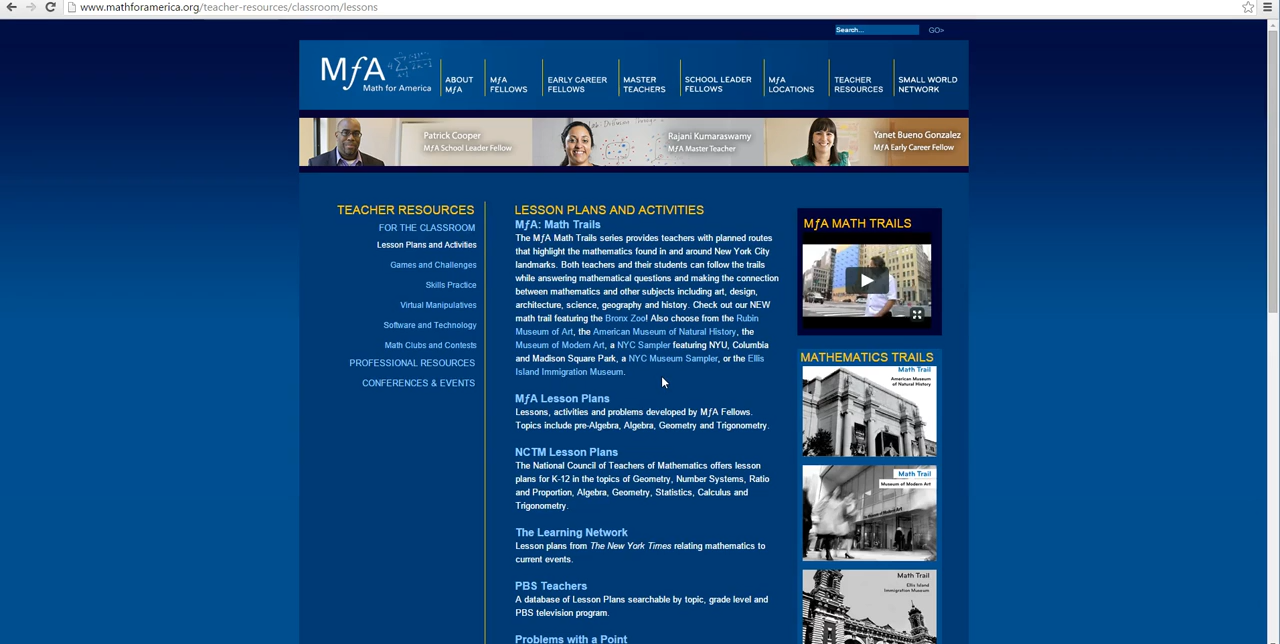 www.mathforamerica.org/teacher-resources/classroom/lessons
Search...
GO>
MƒA
Math for America
ABOUT
MƒA
MƒA
FELLOWS
EARLY CAREER
FELLOWS
MASTER
TEACHERS
SCHOOL LEADER
FELLOWS
MƒA
LOCATIONS
TEACHER
RESOURCES
SMALL WORLD
NETWORK
Patrick Cooper
MƒA School Leader Fellow
Rajani Kumaraswamy
MƒA Master Teacher
Yanet Bueno Gonzalez
MƒA Early Career Fellow
TEACHER RESOURCES
FOR THE CLASSROOM
Lesson Plans and Activities
Games and Challenges
Skills Practice
Virtual Manipulatives
Software and Technology
Math Clubs and Contests
PROFESSIONAL RESOURCES
CONFERENCES & EVENTS
LESSON PLANS AND ACTIVITIES
MƒA: Math Trails
The MƒA Math Trails series provides teachers with planned routes
that highlight the mathematics found in and around New York City
landmarks. Both teachers and their students can follow the trails
while answering mathematical questions and making the connection
between mathematics and other subjects including art, design,
architecture, science, geography and history. Check out our NEW
math trail featuring the Bronx Zoo! Also choose from the Rubin
Museum of Art, the American Museum of Natural History, the
Museum of Modern Art, a NYC Sampler featuring NYU, Columbia
and Madison Square Park, a NYC Museum Sampler, or the Ellis
Island Immigration Museum.
MƒA Lesson Plans
Lessons, activities and problems developed by MƒA Fellows.
Topics include pre-Algebra, Algebra, Geometry and Trigonometry.
NCTM Lesson Plans
The National Council of Teachers of Mathematics offers lesson
plans for K-12 in the topics of Geometry, Number Systems, Ratio
and Proportion, Algebra, Geometry, Statistics, Calculus and
Trigonometry.
The Learning Network
Lesson plans from The New York Times relating mathematics to
current events.
PBS Teachers
A database of Lesson Plans searchable by topic, grade level and
PBS television program.
Problems with a Point
MƒA MATH TRAILS
MATHEMATICS TRAILS
Math Trail
American Museum
of Natural History
Math Trail
Museum of Modern Art
Math Trail
Ellis Island
Immigration Museum